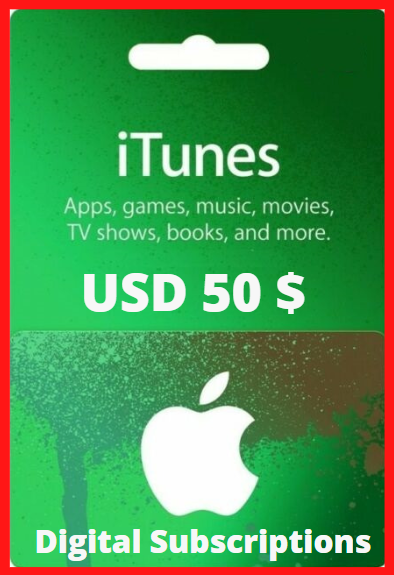 iTunes
Apps, games, music, movies,
TV shows, books, and more.
USD 50 $
Digital Subscriptions